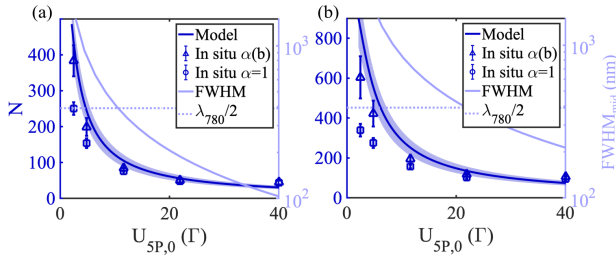 (a)
N
400
300
200
100
0
Model
In situ α(b)
In situ α=1
FWHM
λ780/2
10³
10²
0
20
40
U5P,0 (Γ)
(b)
800
600
400
200
0
Model
In situ α(b)
In situ α=1
FWHM
λ780/2
10³
10²
FWHMmid (nm)
0
20
40
U5P,0 (Γ)